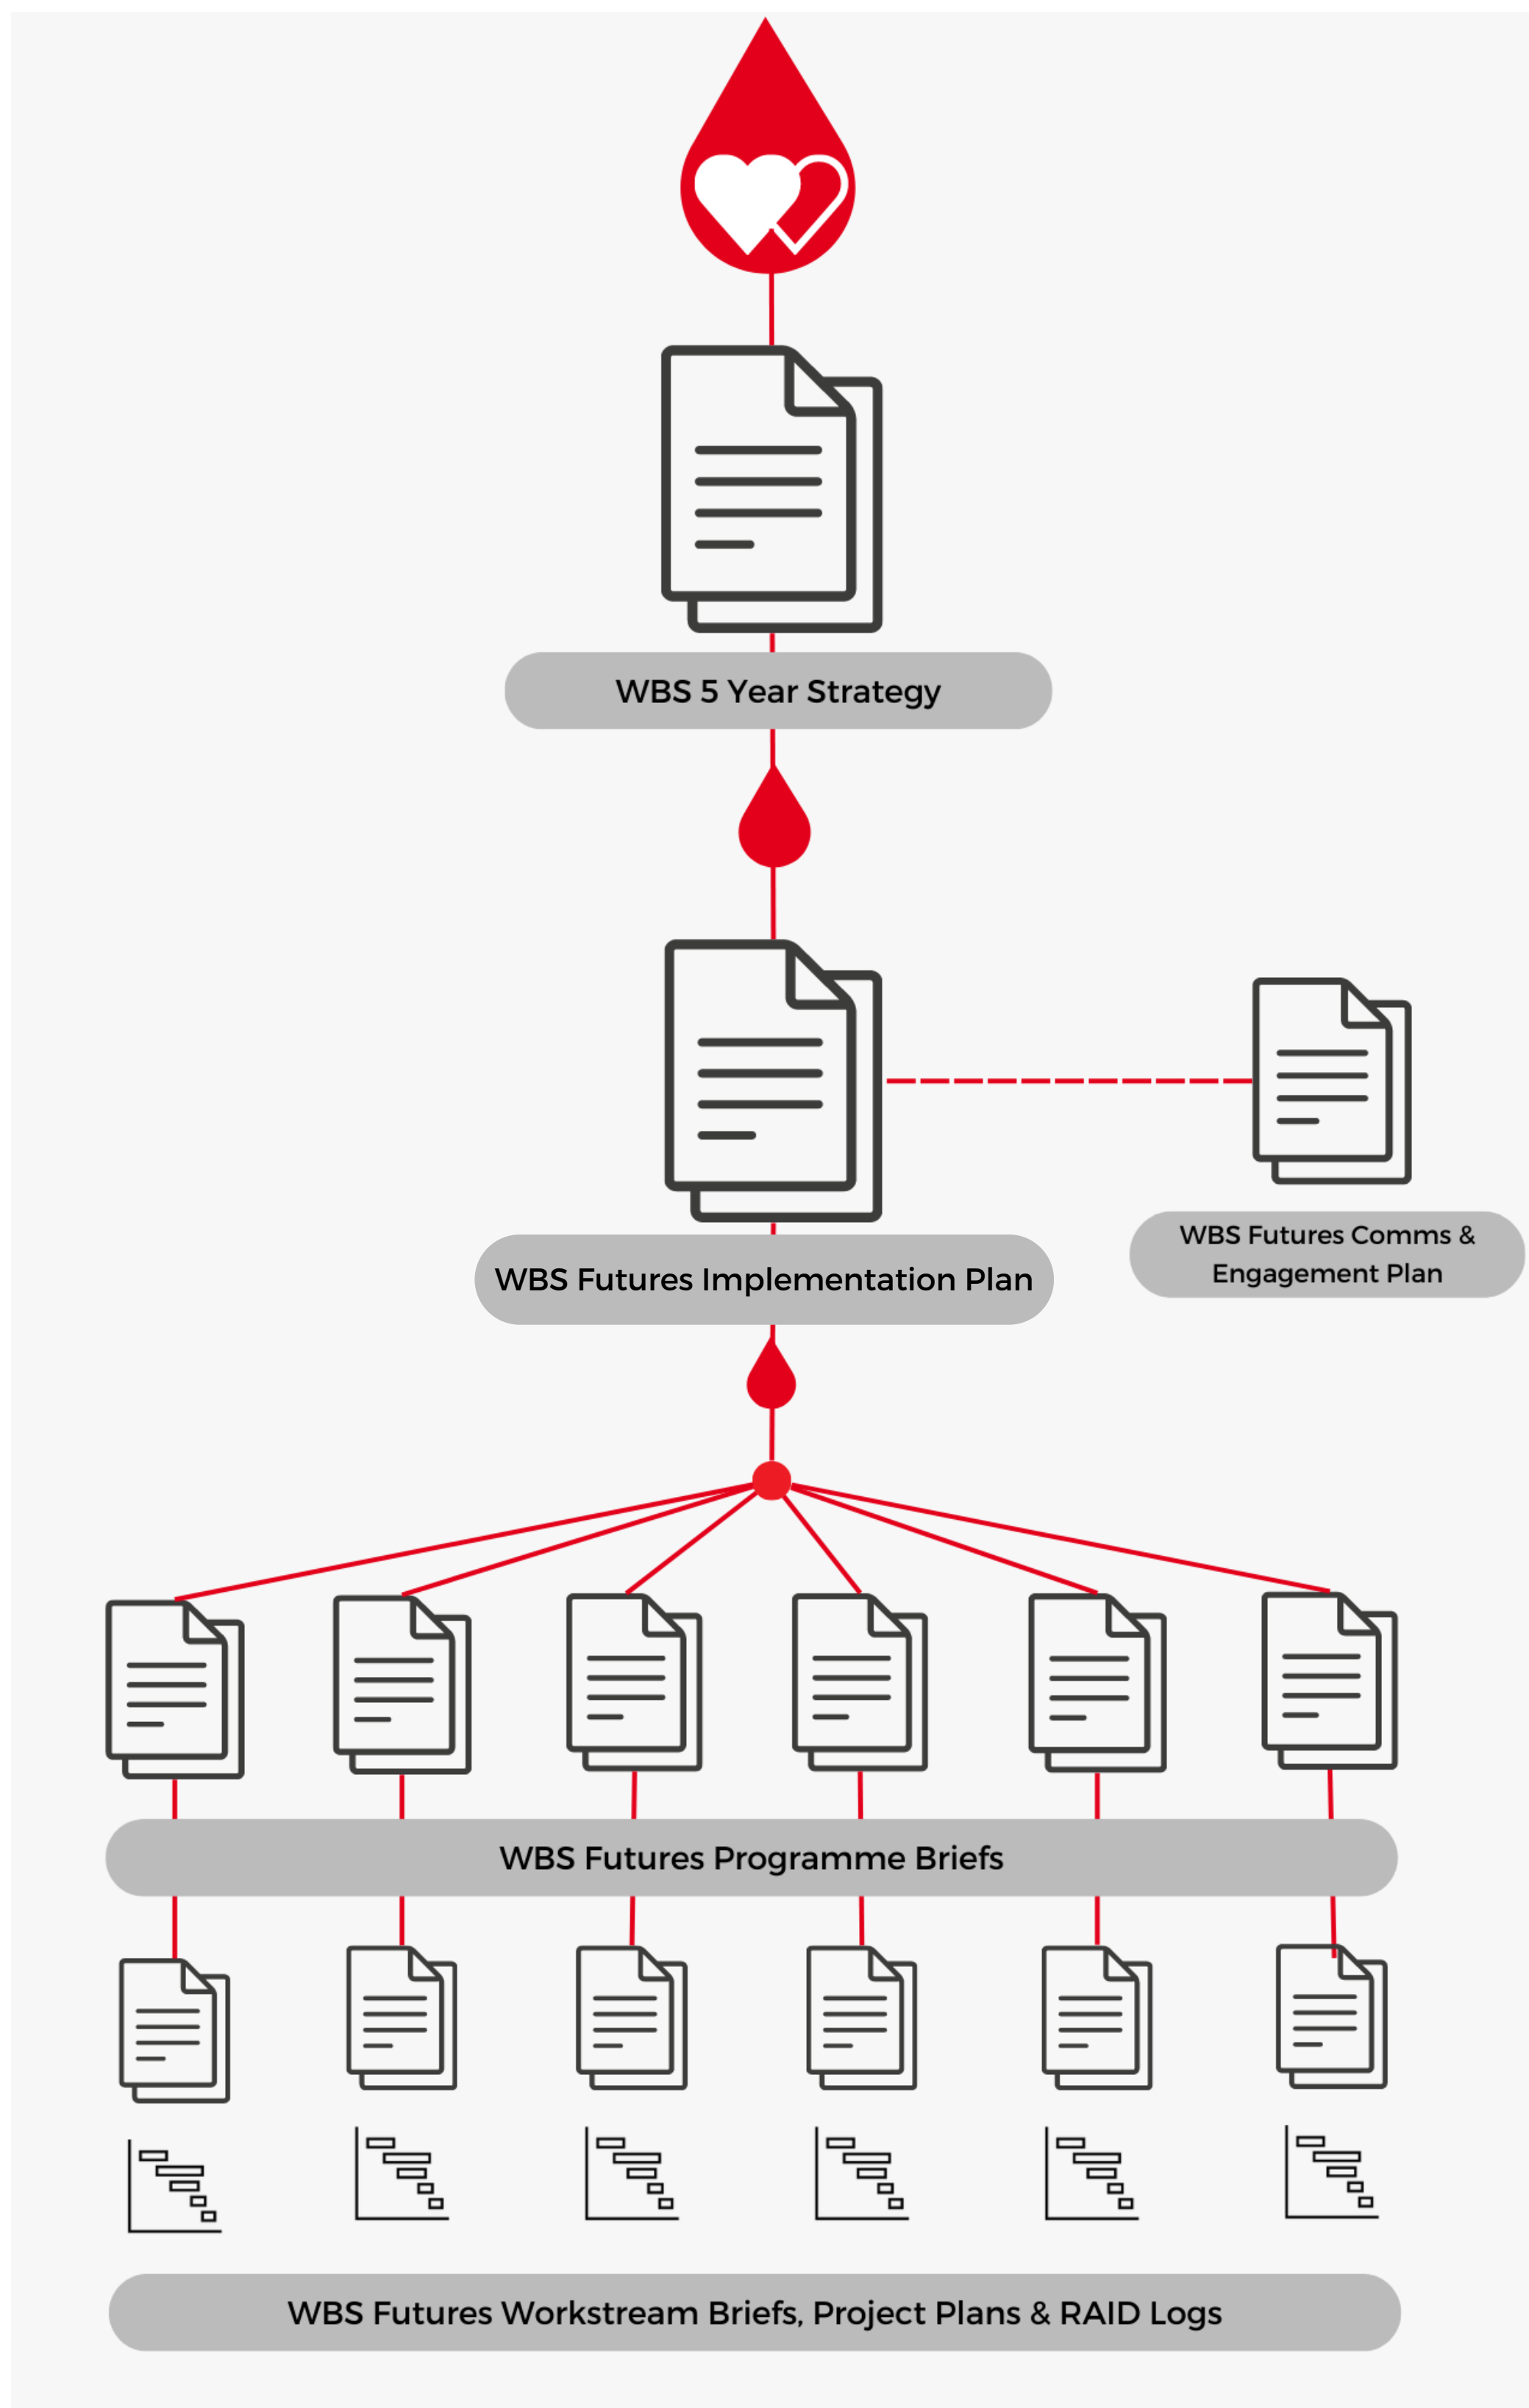 WBS 5 Year Strategy
WBS Futures Implementation Plan
WBS Futures Comms &
Engagement Plan
WBS Futures Programme Briefs
WBS Futures Workstream Briefs, Project Plans & RAID Logs